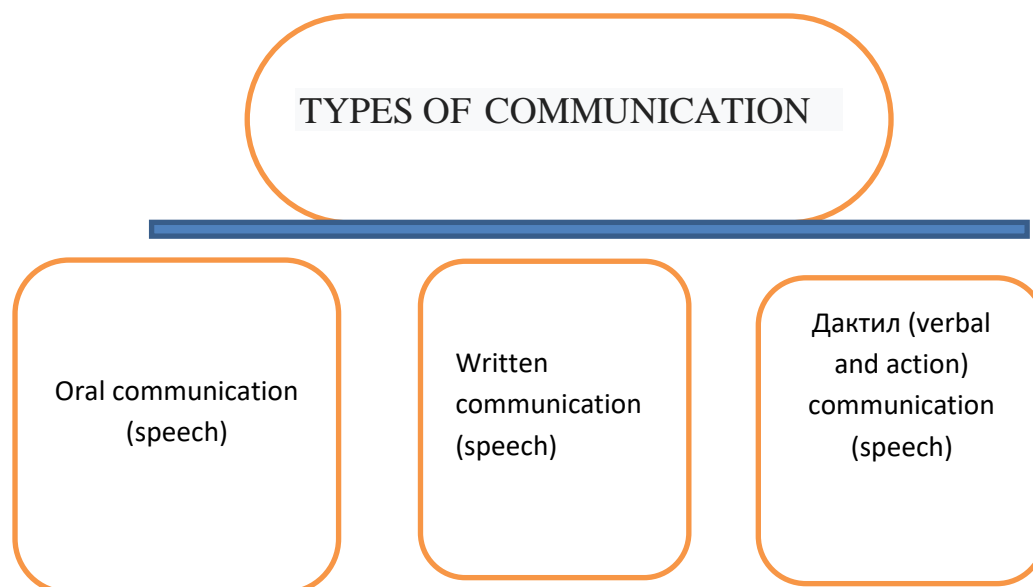 TYPES OF COMMUNICATION
Oral communication
(speech)
Written
communication
(speech)
Дактил (verbal
and action)
communication
(speech)